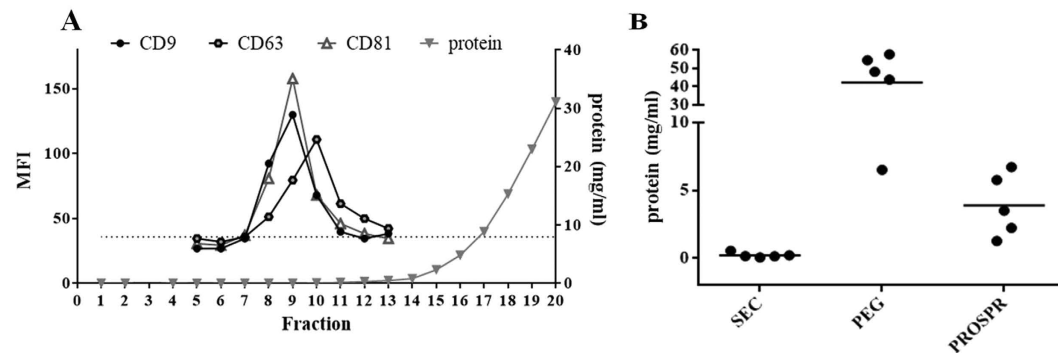 A
CD9 CD63 CD81 protein
MFI
150
100
50
0
40
30
20
10
0
protein (mg/ml)
0 1 2 3 4 5 6 7 8 9 10 11 12 13 14 15 16 17 18 19 20
Fraction
B
protein (mg/ml)
60
50
40
30
10
5
0
SEC
PEG
PROSPR